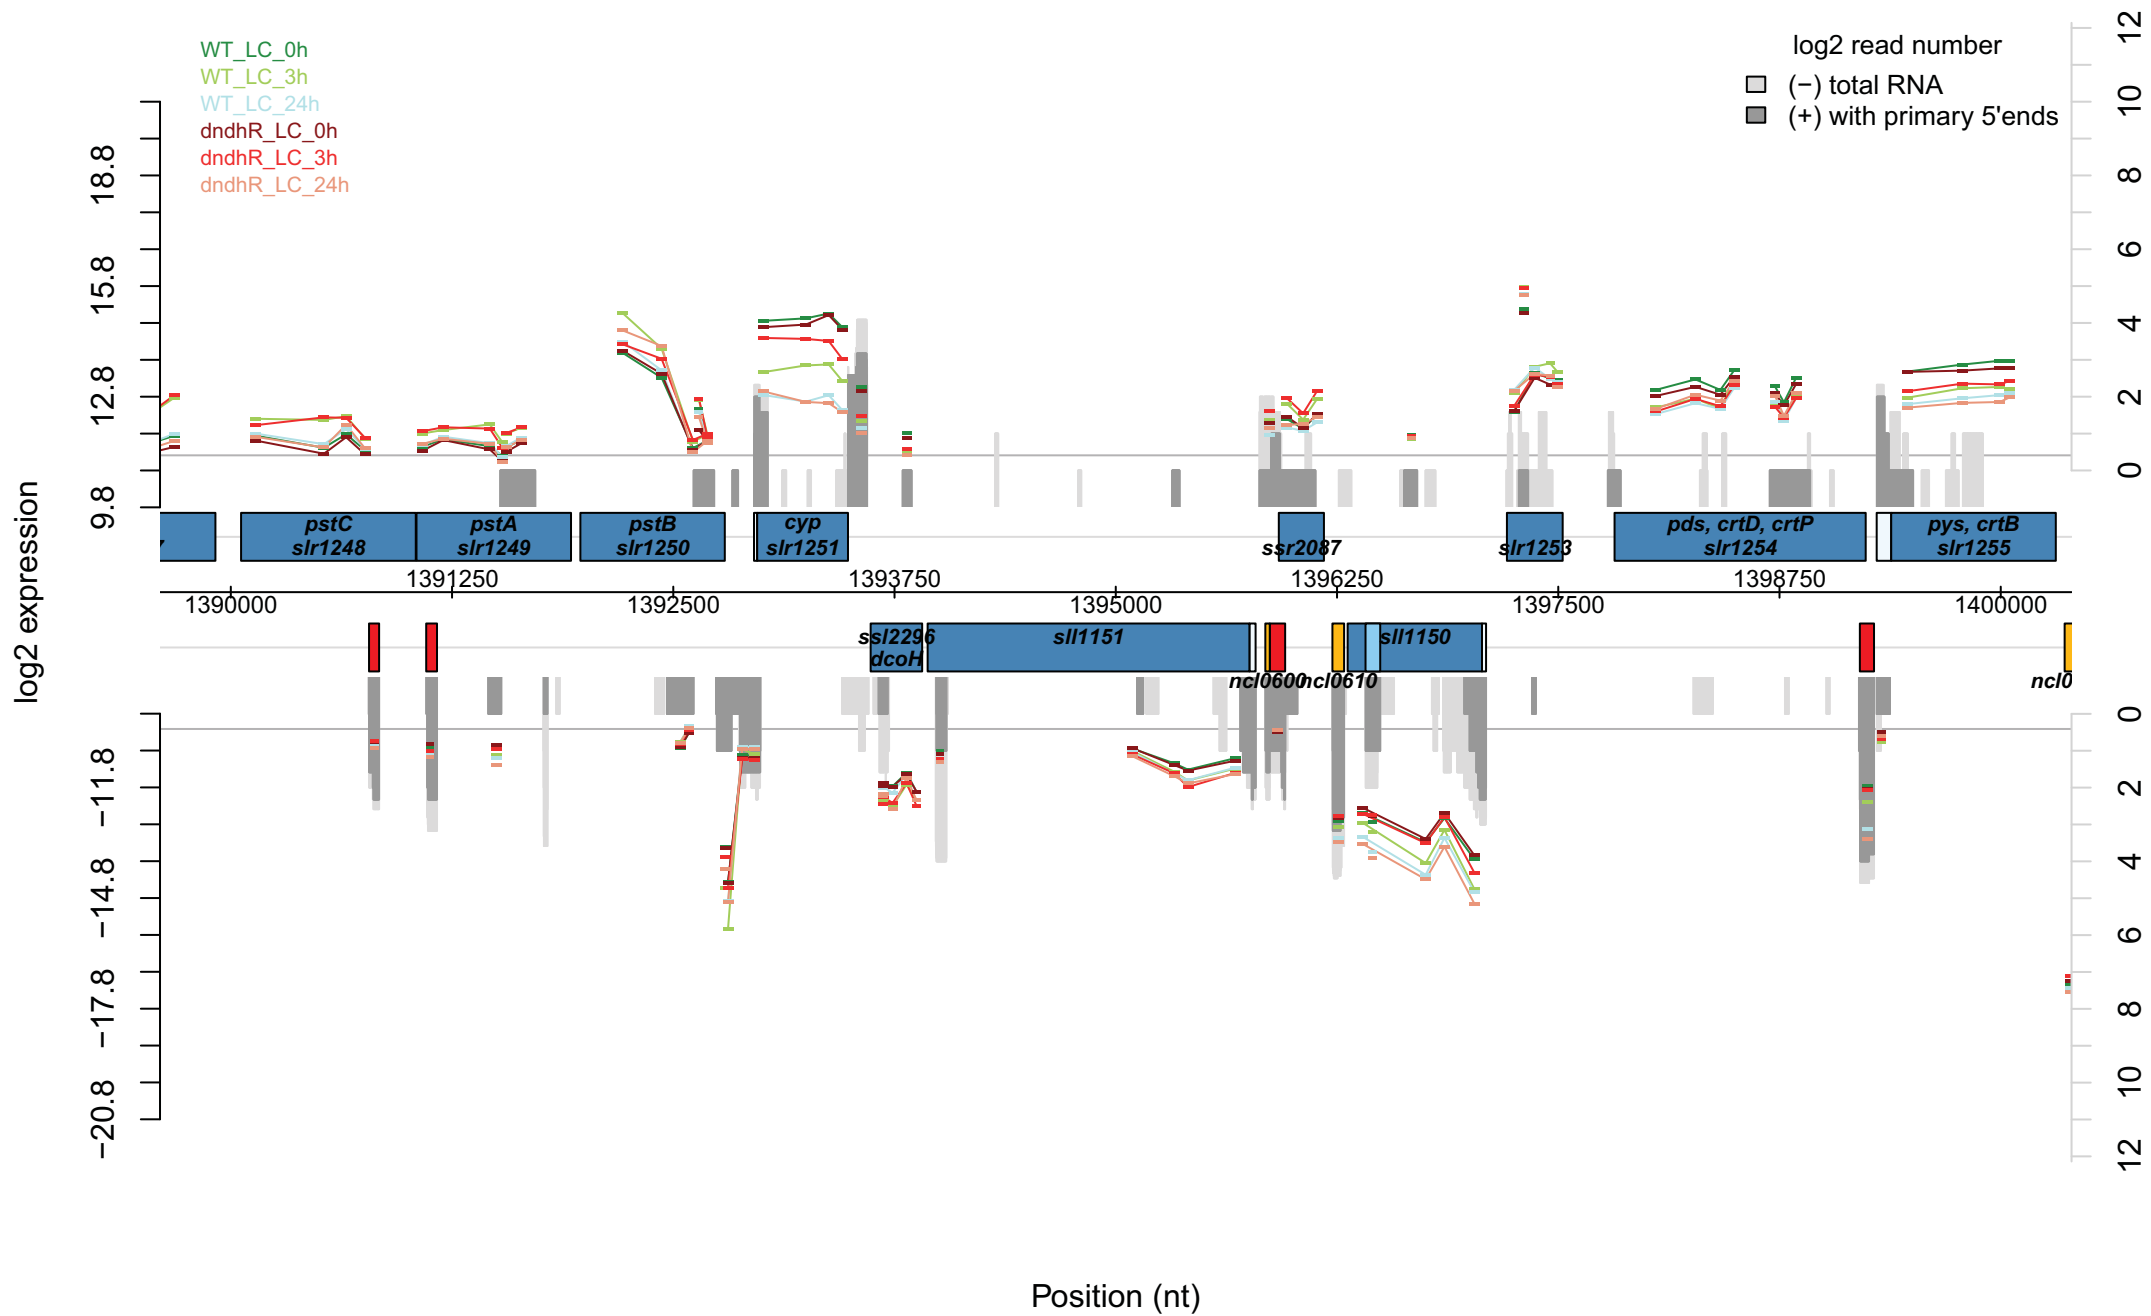 WT_LC_0h
WT_LC_3h
WT_LC_24h
dndhR_LC_0h
dndhR_LC_3h
dndhR_LC_24h
log2 read number
(−) total RNA
(+) with primary 5'ends
log2 expression
18.8
15.8
12.8
9.8
−11.8
−14.8
−17.8
−20.8
12
10
8
6
4
2
0
0
2
4
6
8
10
12
pstC
slr1248
pstA
slr1249
pstB
slr1250
cyp
slr1251
ssr2087
slr1253
pds, crtD, crtP
slr1254
pys, crtB
slr1255
1391250
1393750
1396250
1398750
1390000
1392500
1395000
1397500
1400000
ssl2296
dcoH
sll1151
sll1150
ncl0600
ncl0610
ncl0
Position (nt)